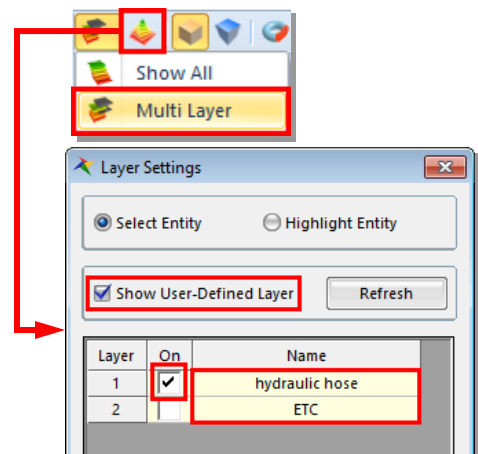 Show All
Multi Layer
Layer Settings
Select Entity Highlight Entity
Show User-Defined Layer Refresh
Layer On Name
1 hydraulic hose
2 ETC